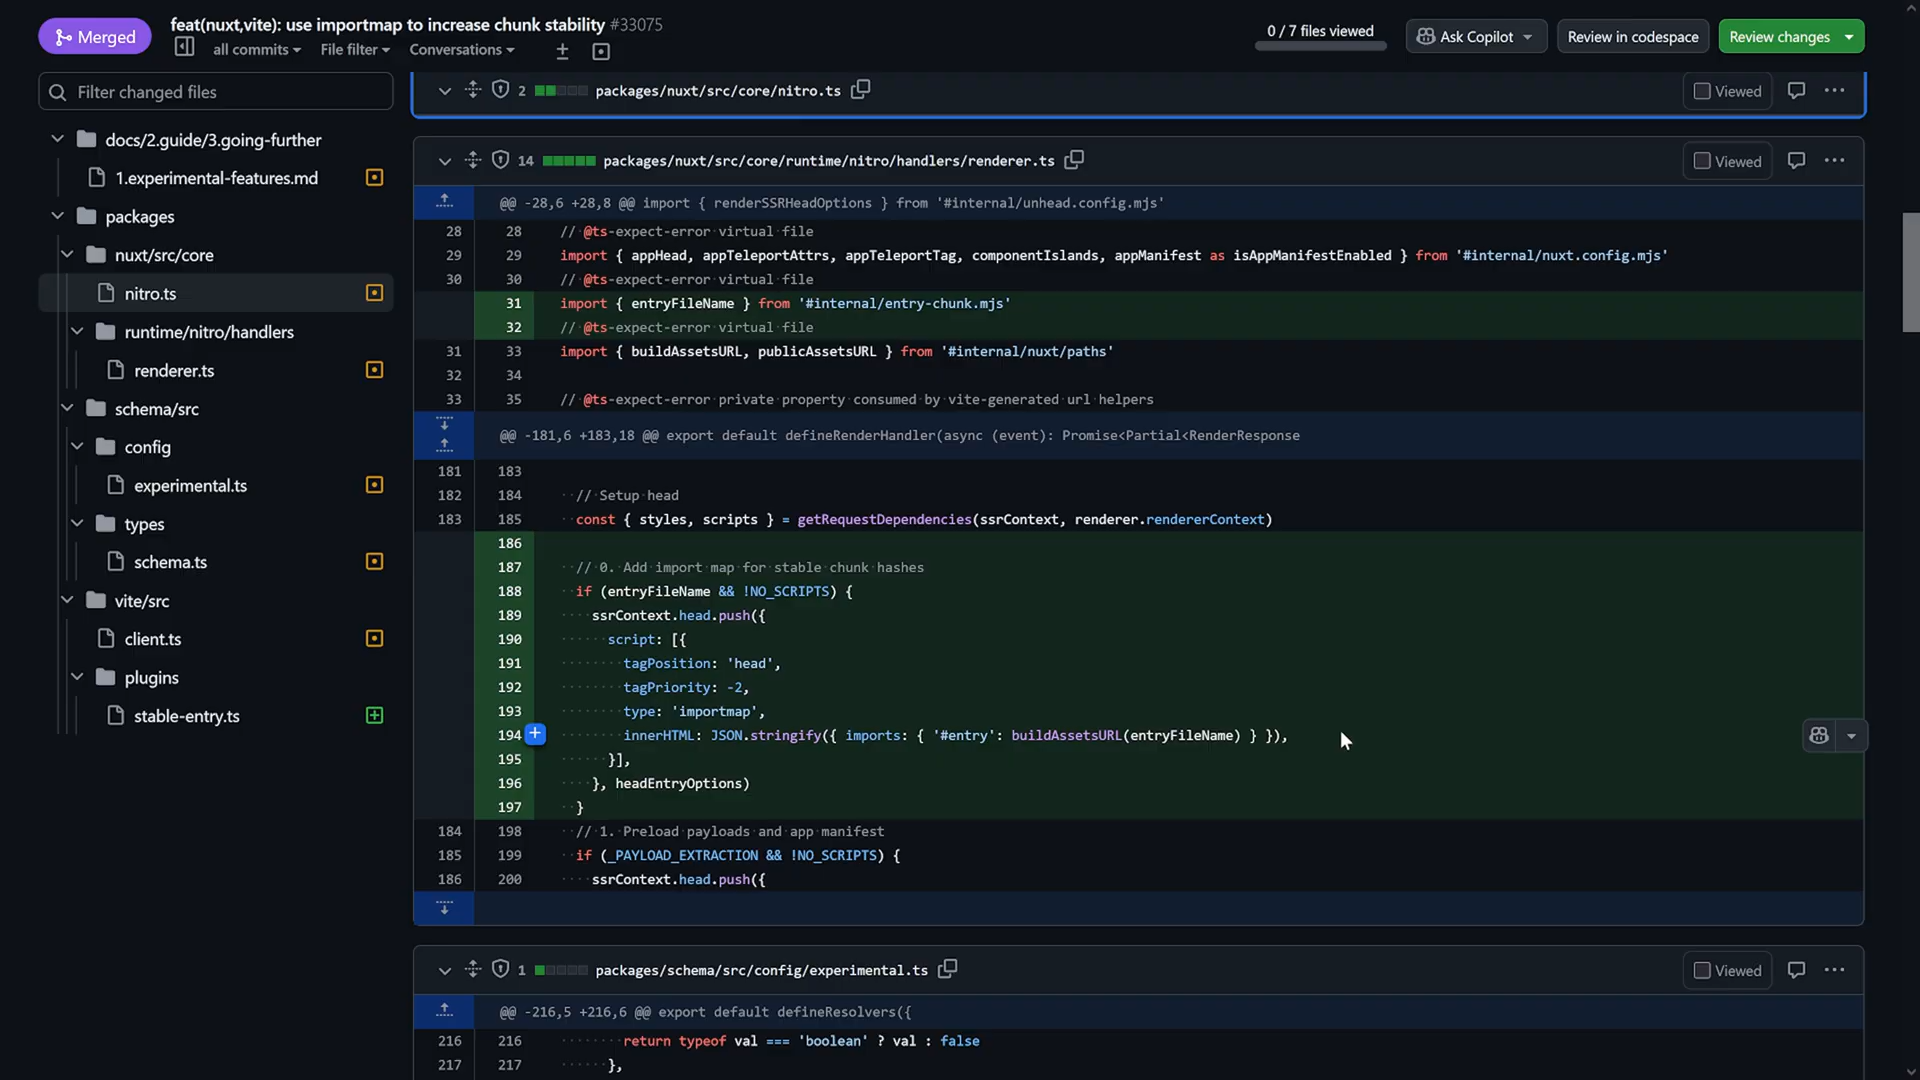 Merged
feat(nuxt,vite): use importmap to increase chunk stability #33075
all commits
File filter
Conversations
0 / 7 files viewed
Ask Copilot
Review in codespace
Review changes
Filter changed files
docs/2.guide/3.going-further
1.experimental-features.md
packages
nuxt/src/core
nitro.ts
runtime/nitro/handlers
renderer.ts
schema/src
config
experimental.ts
types
schema.ts
vite/src
client.ts
plugins
stable-entry.ts
2 packages/nuxt/src/core/nitro.ts Viewed
14 packages/nuxt/src/core/runtime/nitro/handlers/renderer.ts Viewed
@@ -28,6 +28,8 @@ import { renderSSRHeadOptions } from '#internal/unhead.config.mjs'
28 28 // @ts-expect-error virtual file
29 29 import { appHead, appTeleportAttrs, appTeleportTag, componentIslands, appManifest as isAppManifestEnabled } from '#internal/nuxt.config.mjs'
30 30 // @ts-expect-error virtual file
31 import { entryFileName } from '#internal/entry-chunk.mjs'
32 // @ts-expect-error virtual file
31 33 import { buildAssetsURL, publicAssetsURL } from '#internal/nuxt/paths'
32 34
33 35 // @ts-expect-error private property consumed by vite-generated url helpers
@@ -181,6 +183,18 @@ export default defineRenderHandler(async (event): Promise<Partial<RenderResponse
181 183
182 184 // Setup head
183 185 const { styles, scripts } = getRequestDependencies(ssrContext, renderer.rendererContext)
186
187 // 0. Add import map for stable chunk hashes
188 if (entryFileName && !NO_SCRIPTS) {
189 ssrContext.head.push({
190 script: [{
191 tagPosition: 'head',
192 tagPriority: -2,
193 type: 'importmap',
194 + innerHTML: JSON.stringify({ imports: { '#entry': buildAssetsURL(entryFileName) } }),
195 }],
196 }, headEntryOptions)
197 }
184 198 // 1. Preload payloads and app manifest
185 199 if (_PAYLOAD_EXTRACTION && !NO_SCRIPTS) {
186 200 ssrContext.head.push({
1 packages/schema/src/config/experimental.ts Viewed
@@ -216,5 +216,6 @@ export default defineResolvers({
216 216 return typeof val === 'boolean' ? val : false
217 217 },